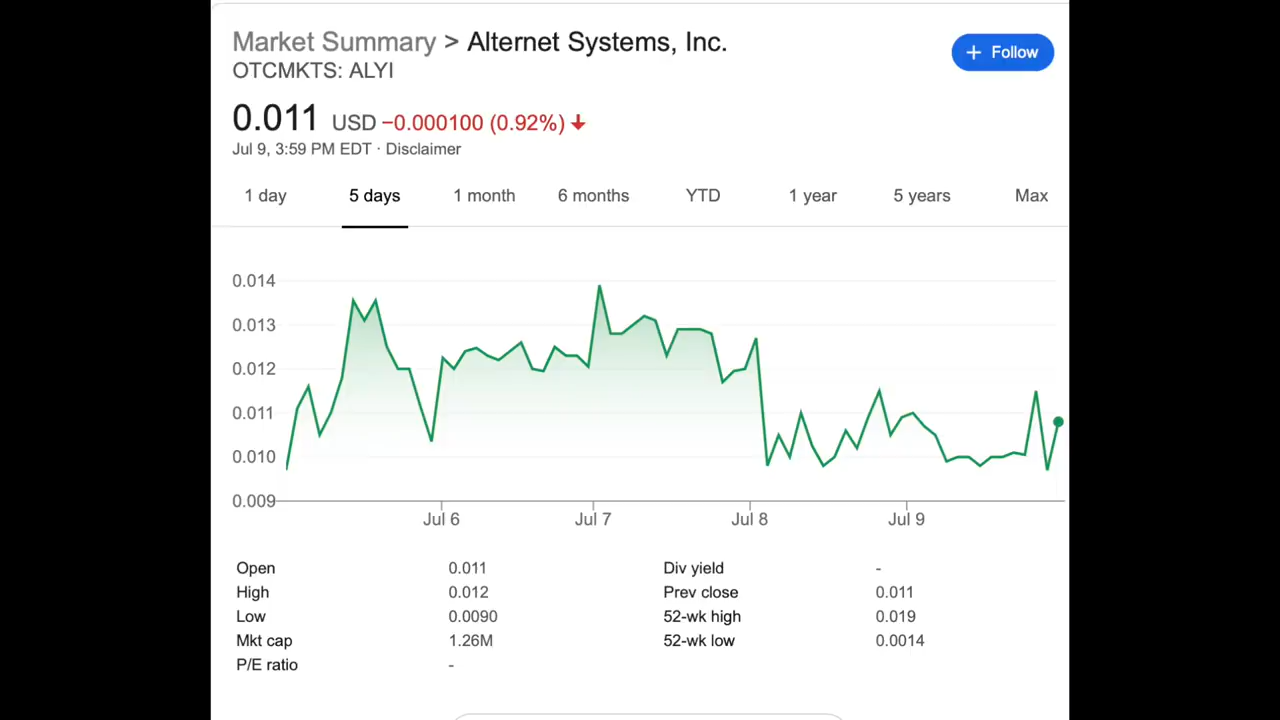 Market Summary > Alternet Systems, Inc.
+ Follow
OTCMKTS: ALYI
0.011 USD −0.000100 (0.92%)
Jul 9, 3:59 PM EDT · Disclaimer
1 day 5 days 1 month 6 months YTD 1 year 5 years Max
0.014
0.013
0.012
0.011
0.010
0.009
Jul 6 Jul 7 Jul 8 Jul 9
Open 0.011 Div yield -
High 0.012 Prev close 0.011
Low 0.0090 52-wk high 0.019
Mkt cap 1.26M 52-wk low 0.0014
P/E ratio -